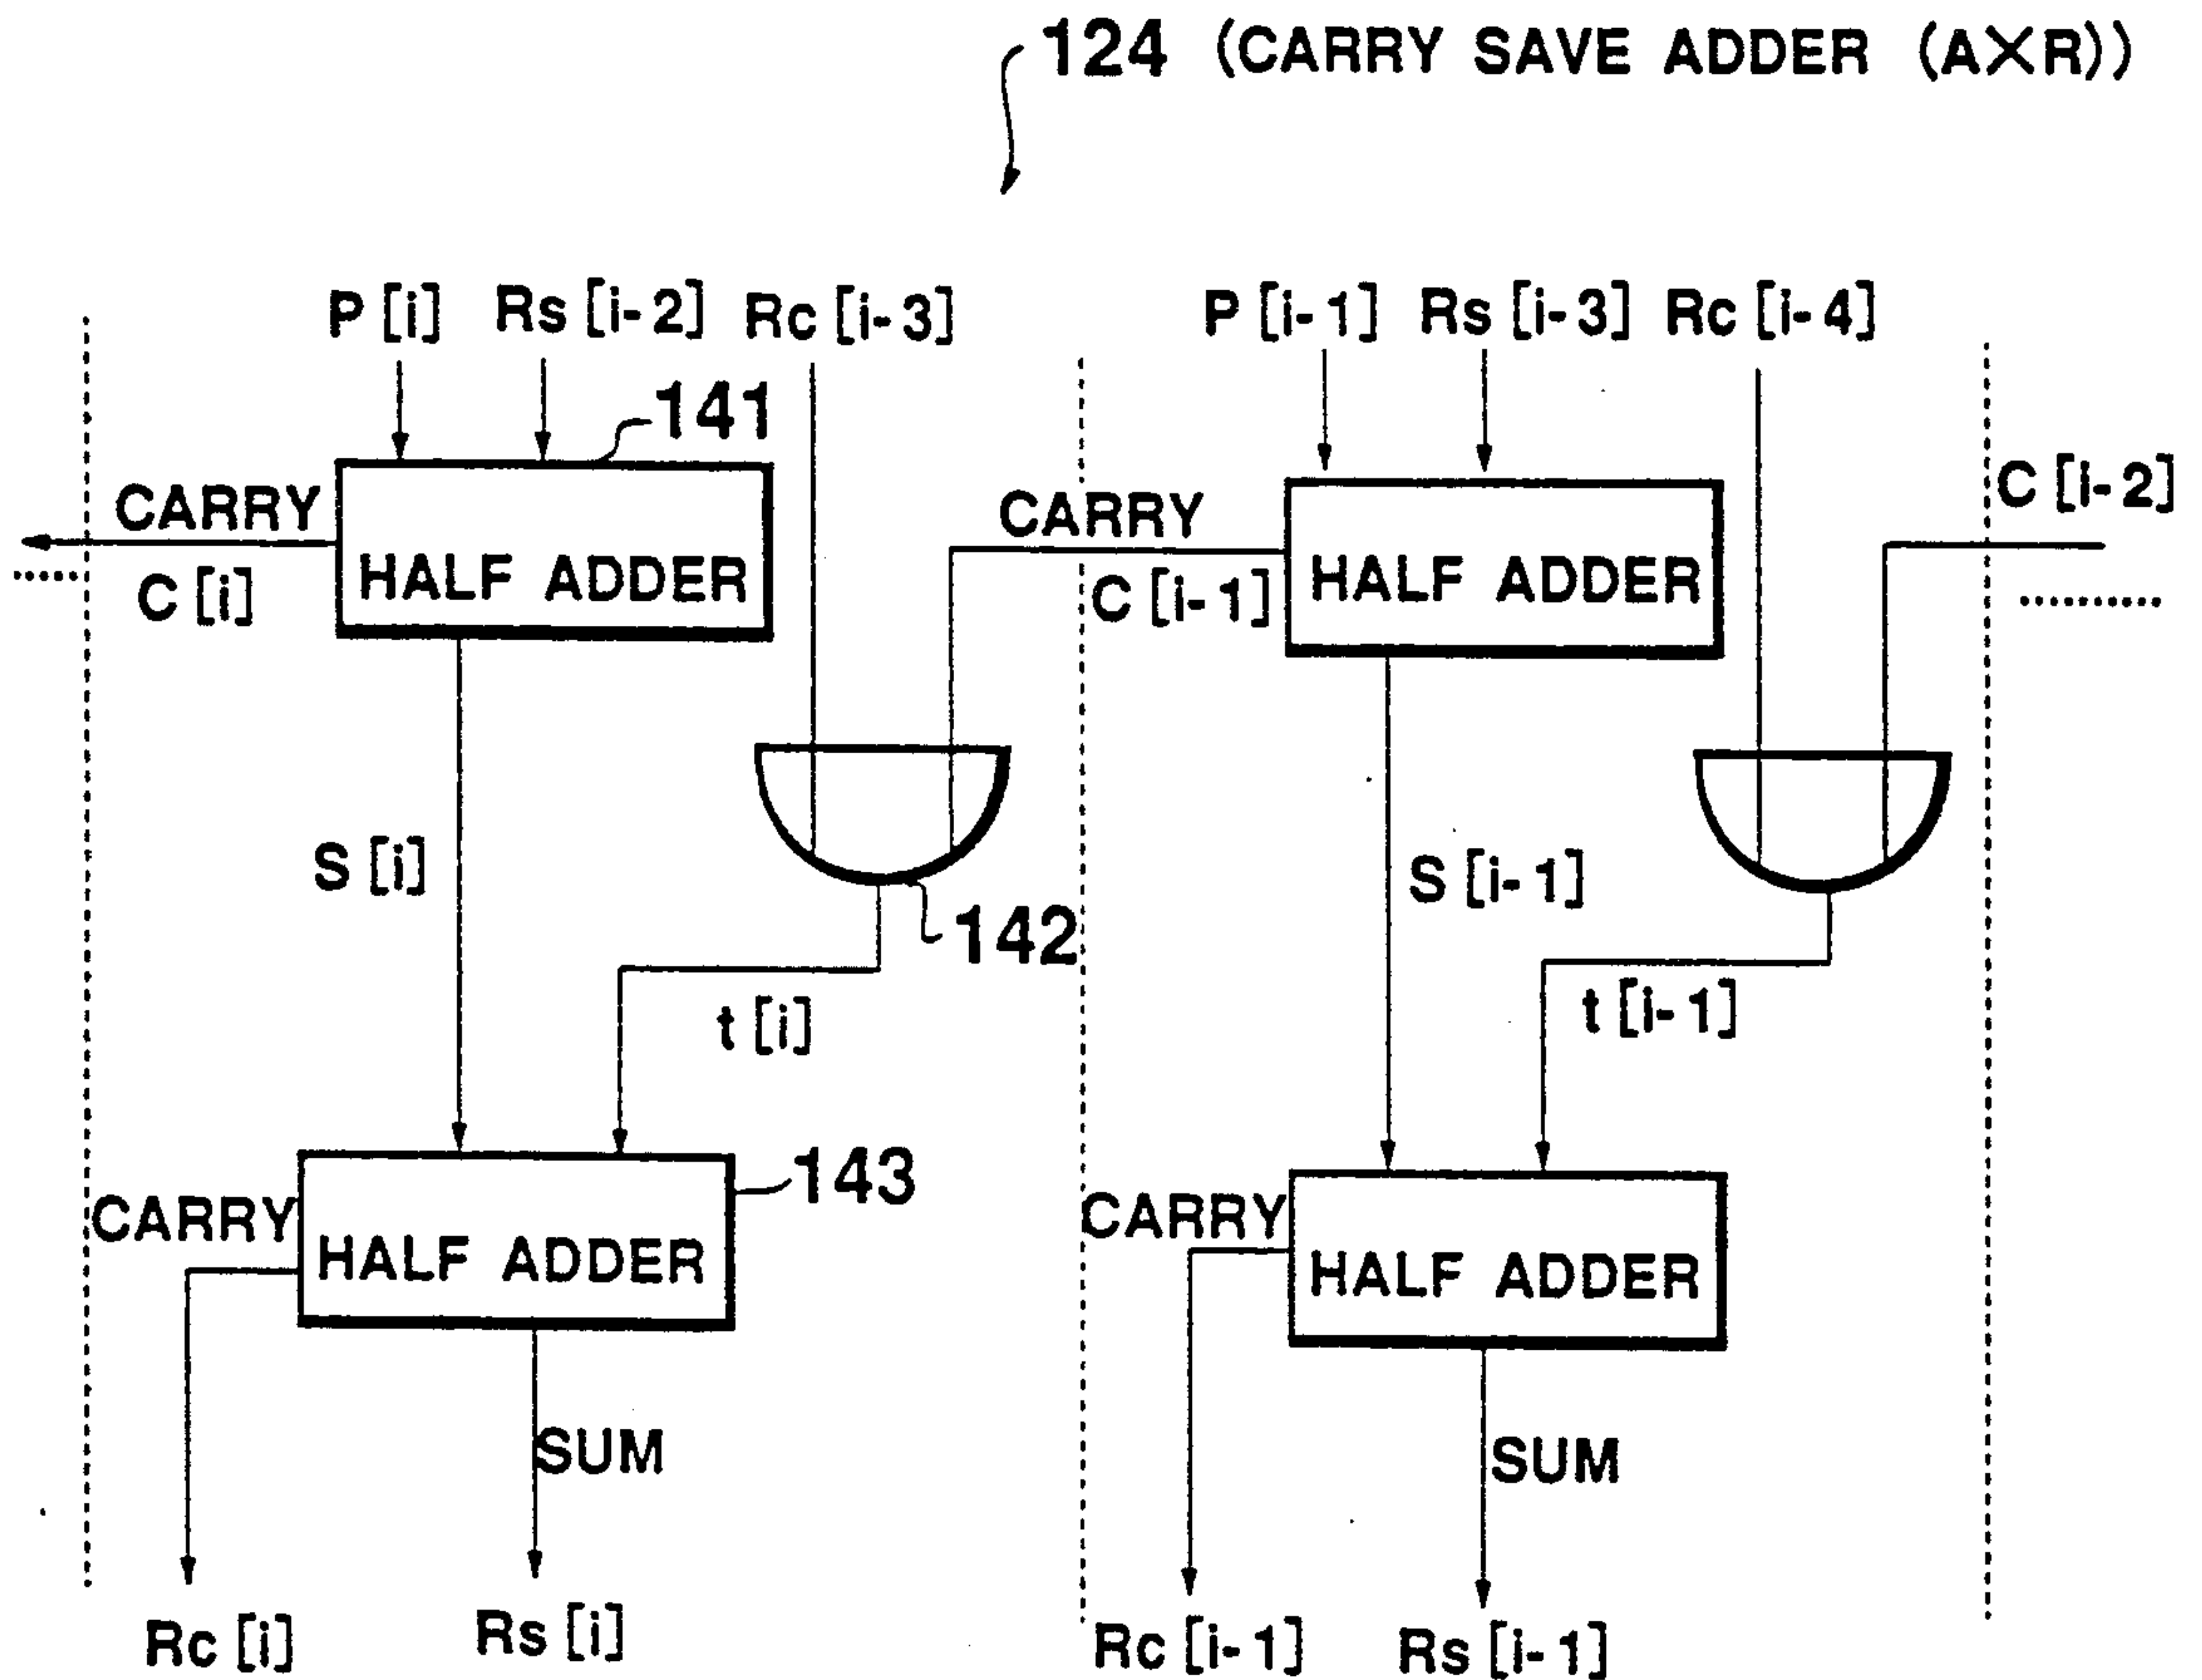 124 (CARRY SAVE ADDER (A×R))
P[i] Rs[i-2] Rc[i-3] P[i-1] Rs[i-3] Rc[i-4]
141
CARRY
C[i]
HALF ADDER
CARRY
C[i-1]
HALF ADDER
C[i-2]
S[i]
142
S[i-1]
t[i]
t[i-1]
143
CARRY
HALF ADDER
CARRY
HALF ADDER
SUM
SUM
Rc[i] Rs[i] Rc[i-1] Rs[i-1]